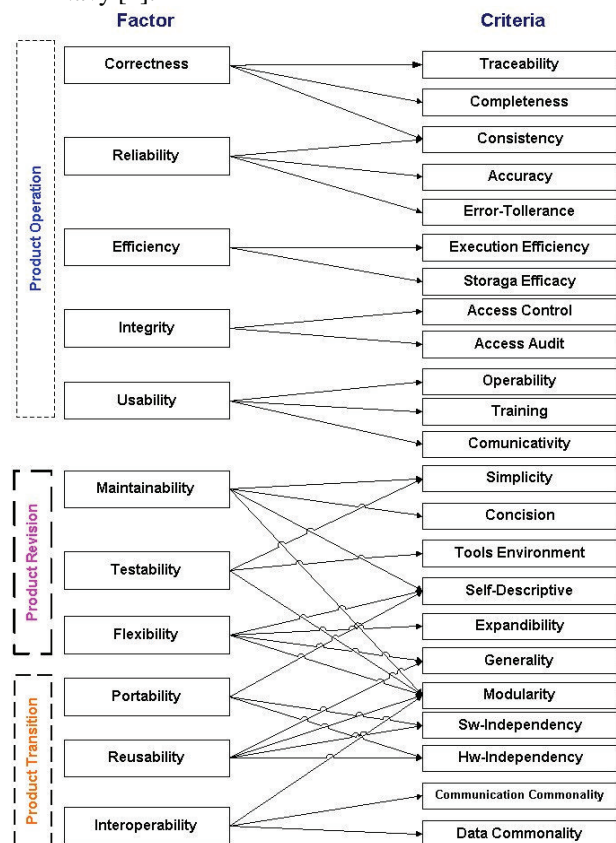 Factor
Criteria
Product Operation
Correctness
Reliability
Efficiency
Integrity
Usability
Product Revision
Maintainability
Testability
Flexibility
Product Transition
Portability
Reusability
Interoperability
Traceability
Completeness
Consistency
Accuracy
Error-Tollerance
Execution Efficiency
Storaga Efficacy
Access Control
Access Audit
Operability
Training
Comunicativity
Simplicity
Concision
Tools Environment
Self-Descriptive
Expandibility
Generality
Modularity
Sw-Independency
Hw-Independency
Communication Commonality
Data Commonality